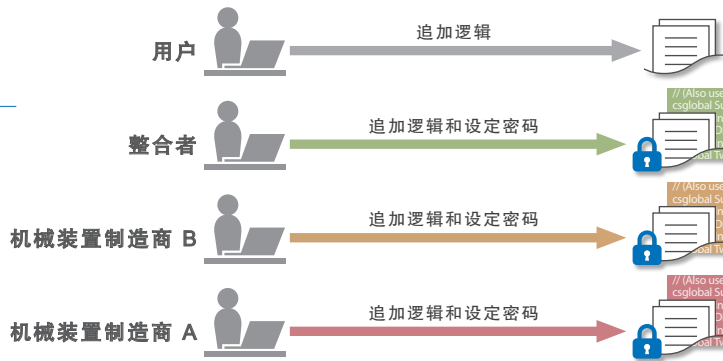 用户
追加逻辑
整合者
追加逻辑和设定密码
// (Also use
csglobal Su
机械装置制造商 B
追加逻辑和设定密码
// (Also use
csglobal Su
机械装置制造商 A
追加逻辑和设定密码
// (Also use
csglobal Su